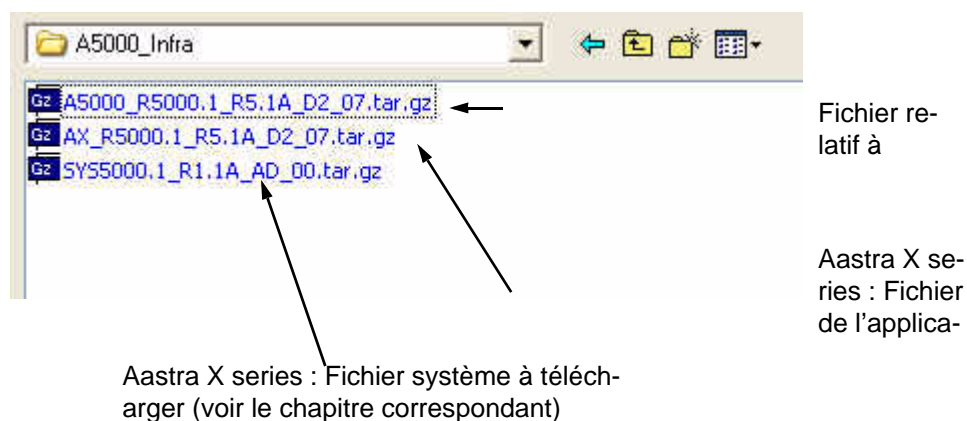 A5000_Infra
A5000_R5000.1_R5.1A_D2_07.tar.gz
AX_R5000.1_R5.1A_D2_07.tar.gz
SYS5000.1_R1.1A_AD_00.tar.gz
Fichier re-
latif à
Aastra X se-
ries : Fichier
de l’applica-
Aastra X series : Fichier système à téléch-
arger (voir le chapitre correspondant)